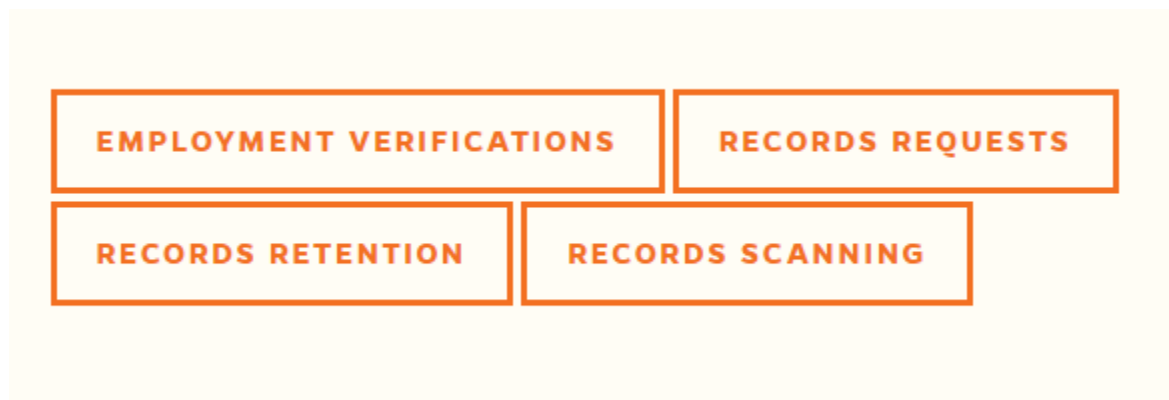 EMPLOYMENT VERIFICATIONS
RECORDS REQUESTS
RECORDS RETENTION
RECORDS SCANNING